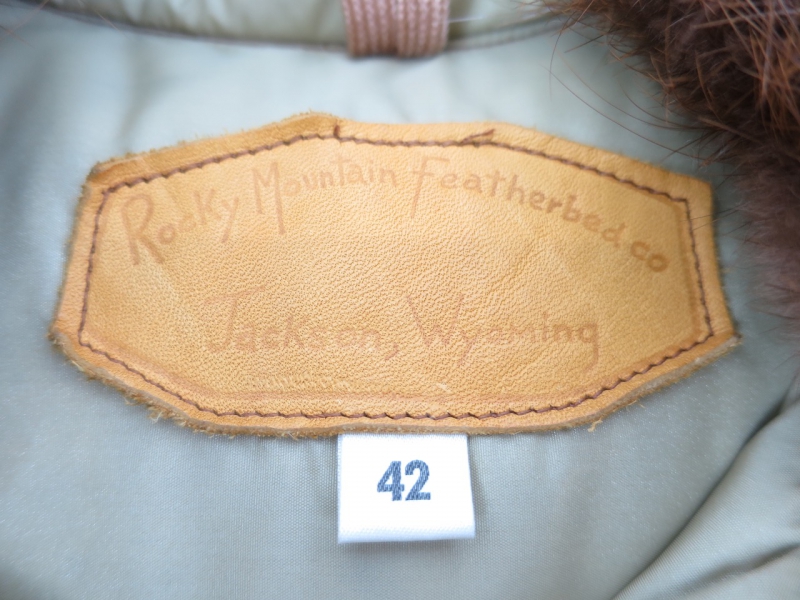 Rocky Mountain Featherbed co
Jackson, Wyoming
42